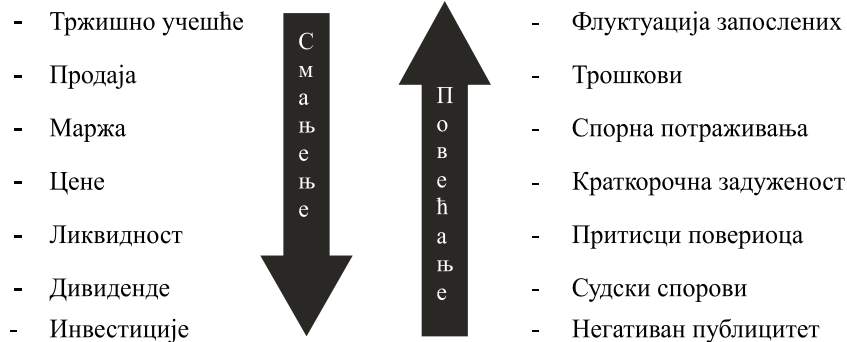 - Тржишно учешће
- Продаја
- Маржа
- Цене
- Ликвидност
- Дивиденде
- Инвестиције
Смањење
Повећање
- Флуктуација запослених
- Трошкови
- Спорна потраживања
- Краткорочна задуженост
- Притисци поверилаца
- Судски спорови
- Негативан публицитет